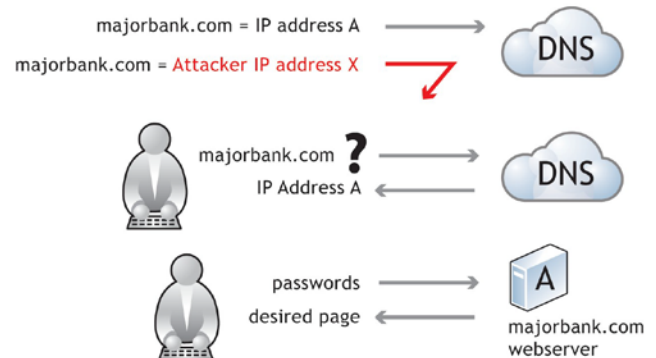 majorbank.com = IP address A
DNS
majorbank.com = Attacker IP address X
majorbank.com ?
IP Address A
DNS
passwords
desired page
A
majorbank.com
webserver